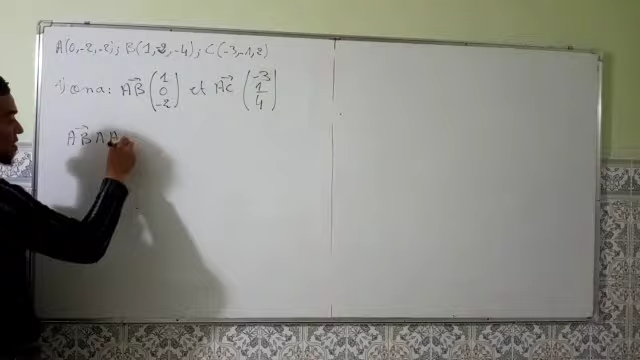 A(0,-2,-2); B(1,-2,-4); C(-3,-1,2)
1) on a: AB→ (1 0 -2) et AC→ (-3 1 4)
AB→ ∧ A